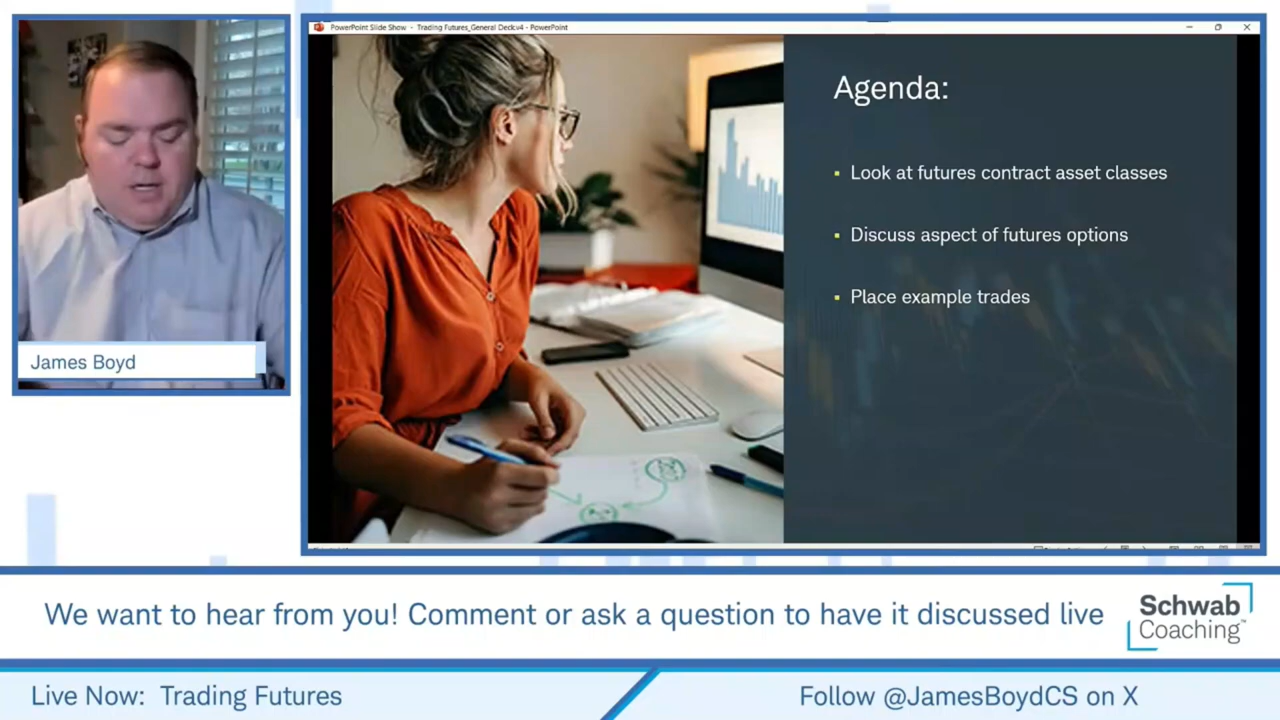 PowerPoint Slide Show - Trading Futures_General Deck.v4 - PowerPoint
Agenda:
Look at futures contract asset classes
Discuss aspect of futures options
Place example trades
James Boyd
We want to hear from you! Comment or ask a question to have it discussed live
Schwab
Coaching™
Live Now: Trading Futures
Follow @JamesBoydCS on X